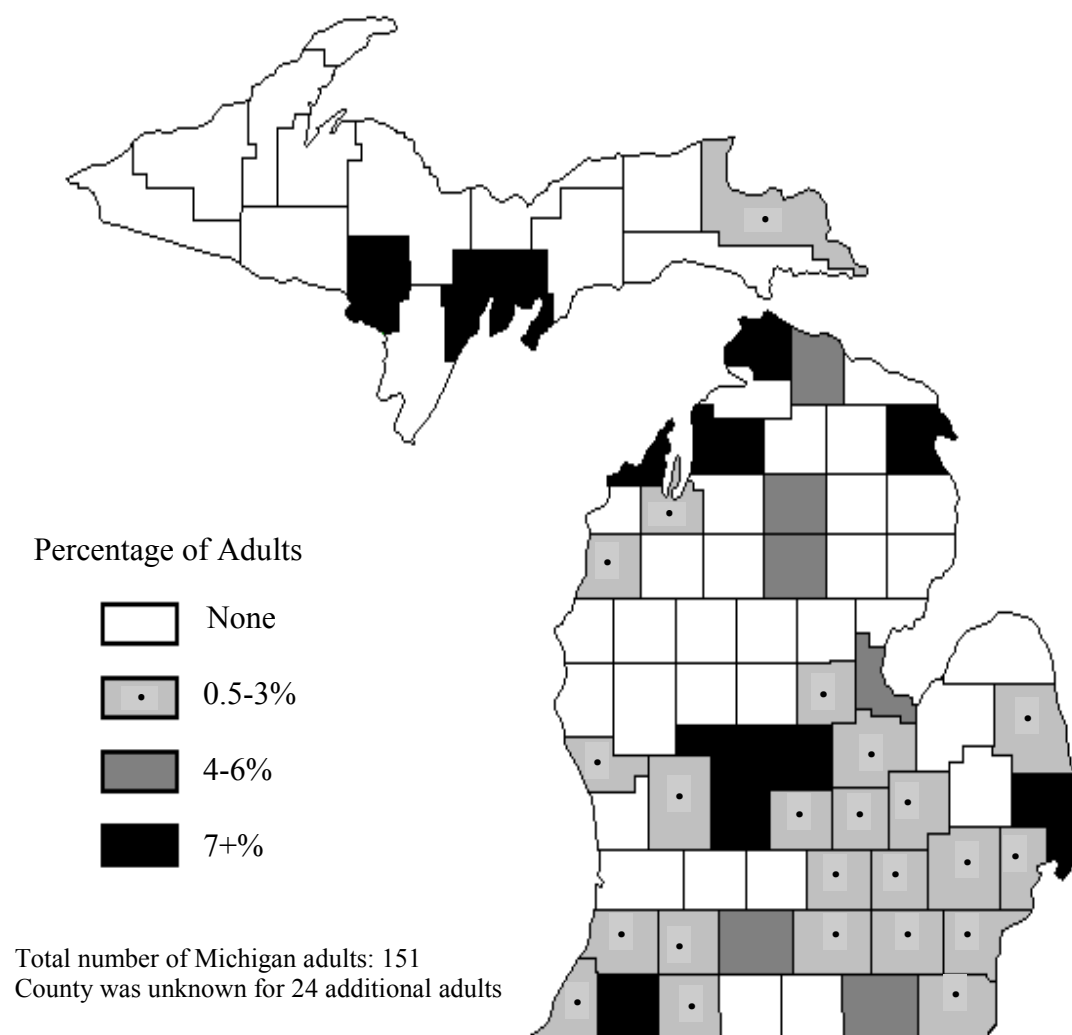 Percentage of Adults
None
0.5-3%
4-6%
7+%
Total number of Michigan adults: 151
County was unknown for 24 additional adults